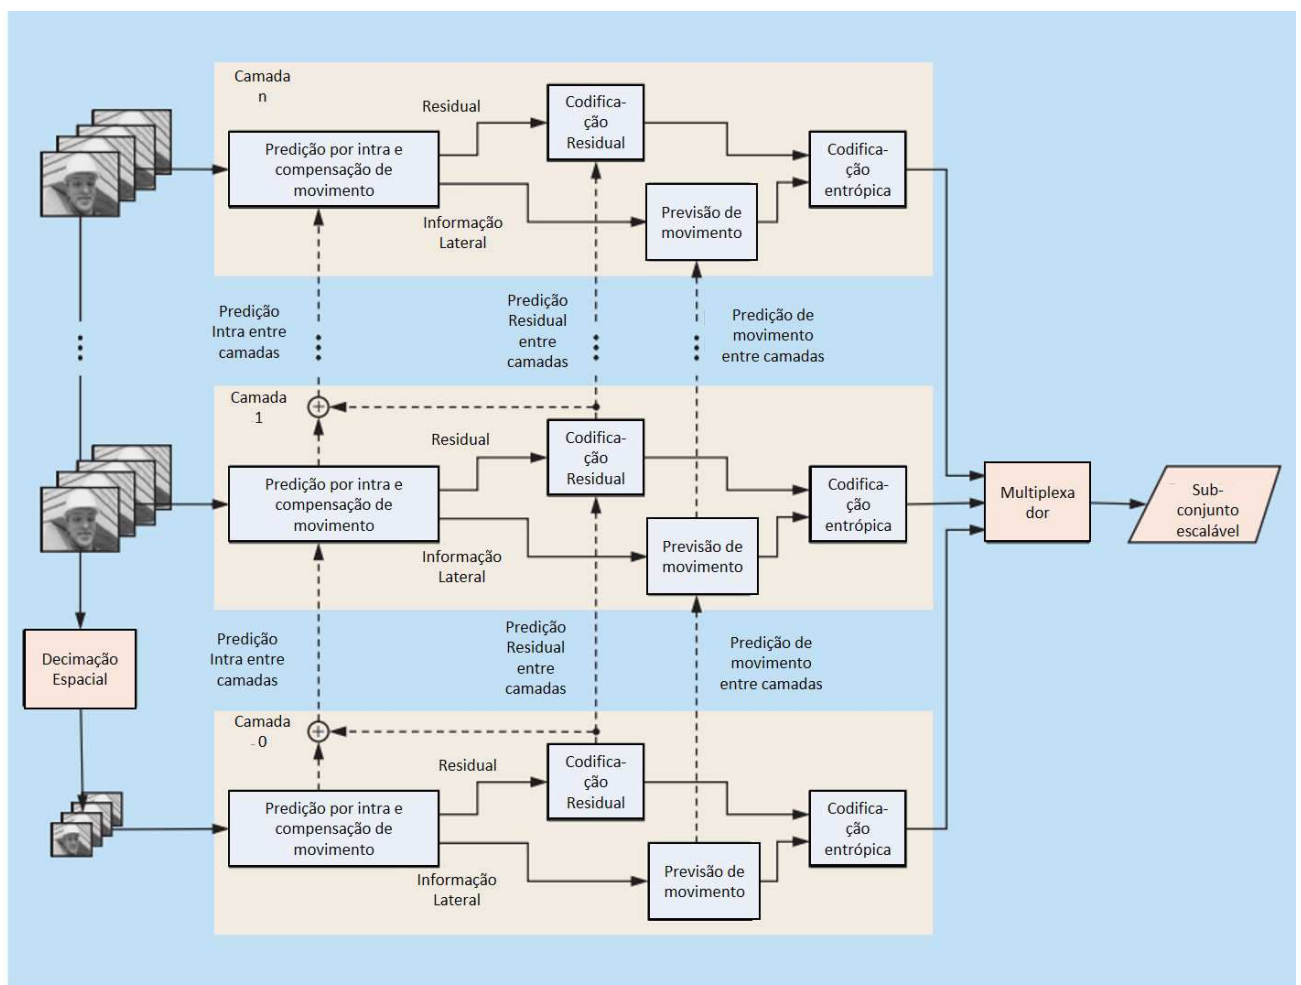 Camada
n
Residual
Codifica-
ção
Residual
Predição por intra e
compensação de
movimento
Codifica-
ção
entrópica
Informação
Lateral
Previsão de
movimento
Predição
Intra entre
camadas
Predição
Residual
entre
camadas
Predição de
movimento
entre camadas
Camada
1
Residual
Codifica-
ção
Residual
Predição por intra e
compensação de
movimento
Codifica-
ção
entrópica
Informação
Lateral
Previsão de
movimento
Multiplexa
dor
Sub-
conjunto
escalável
Decimação
Espacial
Predição
Intra entre
camadas
Predição
Residual
entre
camadas
Predição de
movimento
entre camadas
Camada
0
Residual
Codifica-
ção
Residual
Predição por intra e
compensação de
movimento
Codifica-
ção
entrópica
Informação
Lateral
Previsão de
movimento